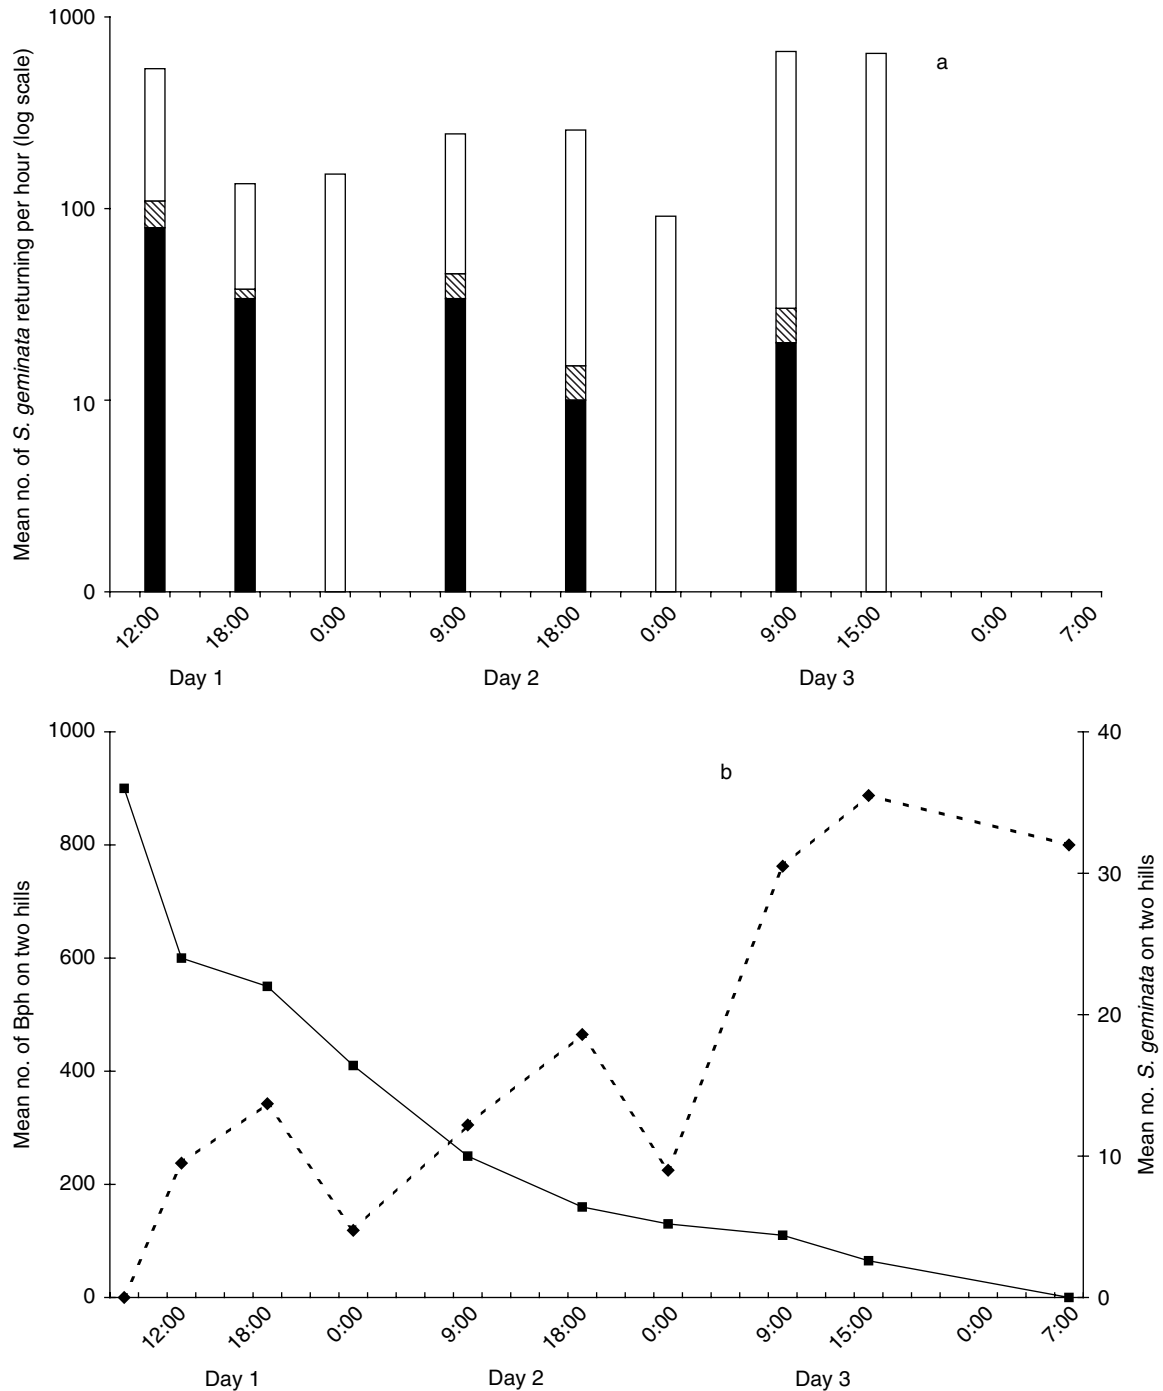 1000
a
100
10
0
Mean no. of S. geminata returning per hour (log scale)
12:00 18:00 0:00 9:00 18:00 0:00 9:00 15:00 0:00 7:00
Day 1 Day 2 Day 3
1000 40
b
800
30
600
20
400
10
200
0 0
Mean no. of Bph on two hills
Mean no. S. geminata on two hills
12:00 18:00 0:00 9:00 18:00 0:00 9:00 15:00 0:00 7:00
Day 1 Day 2 Day 3